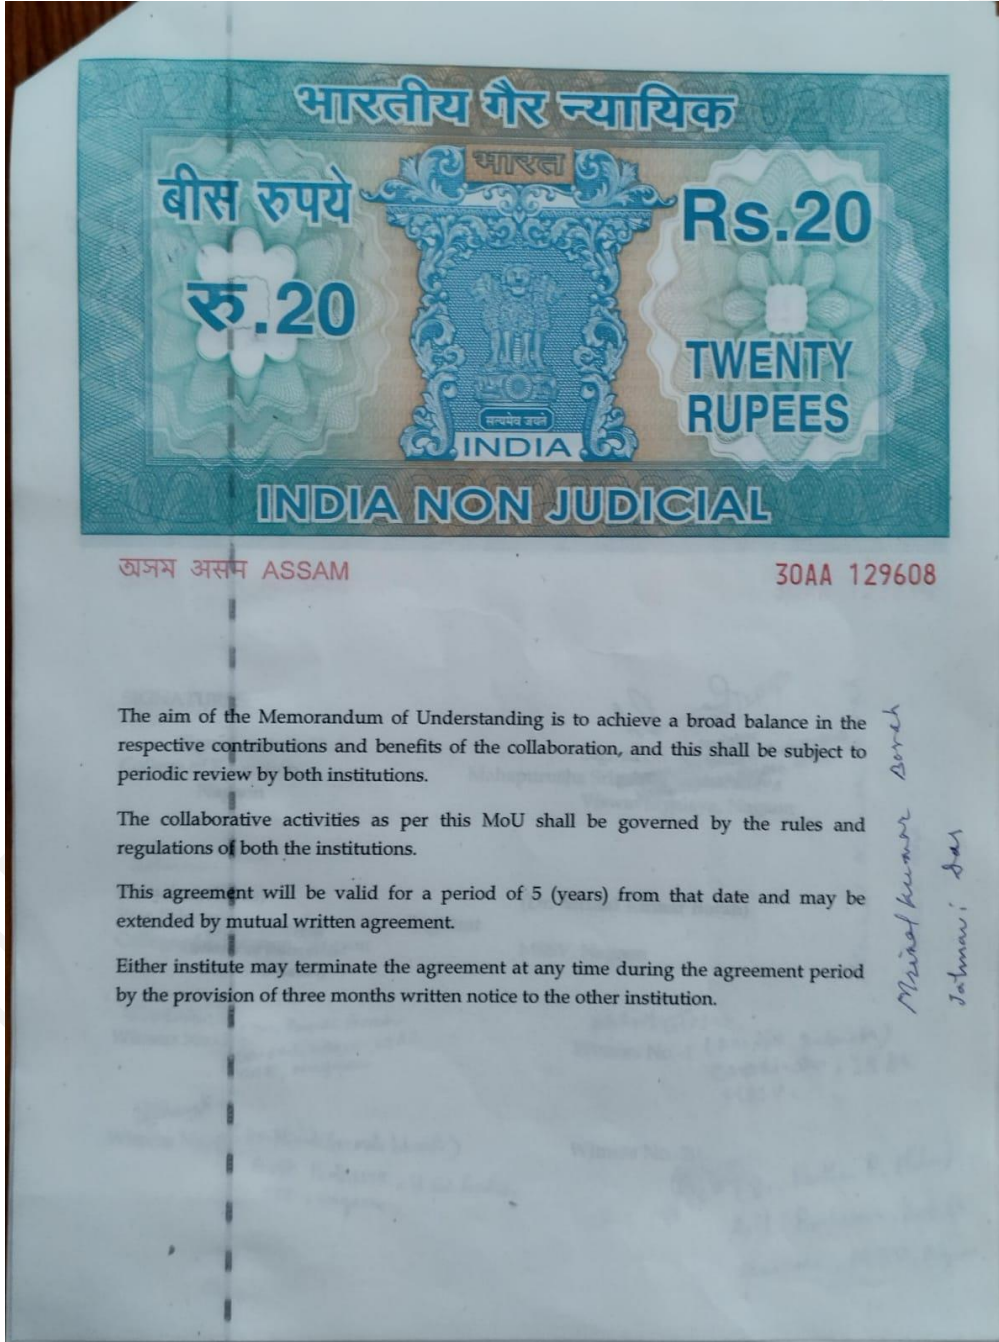 भारतीय गैर न्यायिक
भारत
बीस रुपये
रु.20
Rs.20
TWENTY
RUPEES
सत्यमेव जयते
INDIA
INDIA NON JUDICIAL
অসম असम ASSAM
30AA 129608
The aim of the Memorandum of Understanding is to achieve a broad balance in the
respective contributions and benefits of the collaboration, and this shall be subject to
periodic review by both institutions.
The collaborative activities as per this MoU shall be governed by the rules and
regulations of both the institutions.
This agreement will be valid for a period of 5 (years) from that date and may be
extended by mutual written agreement.
Either institute may terminate the agreement at any time during the agreement period
by the provision of three months written notice to the other institution.
Mrinal Kumar Borah
Jahnavi Das